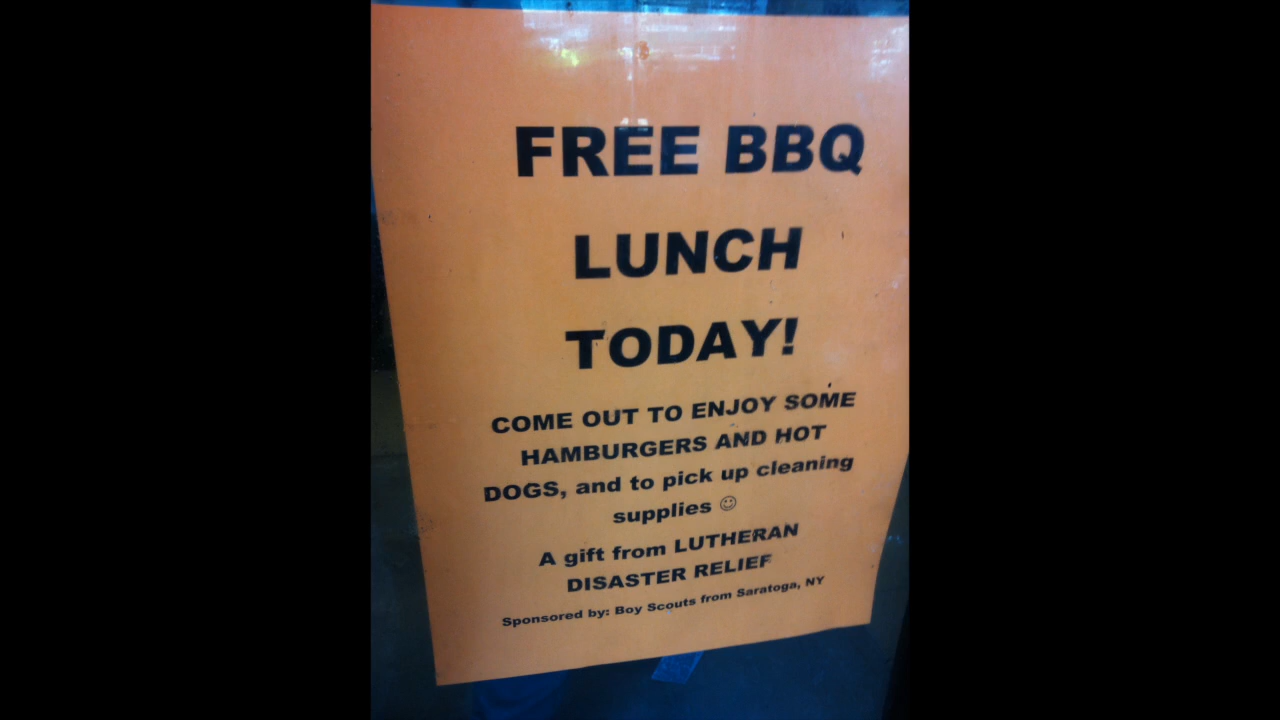 FREE BBQ
LUNCH
TODAY!
COME OUT TO ENJOY SOME
HAMBURGERS AND HOT
DOGS, and to pick up cleaning
supplies ☺
A gift from LUTHERAN
DISASTER RELIEF
Sponsored by: Boy Scouts from Saratoga, NY